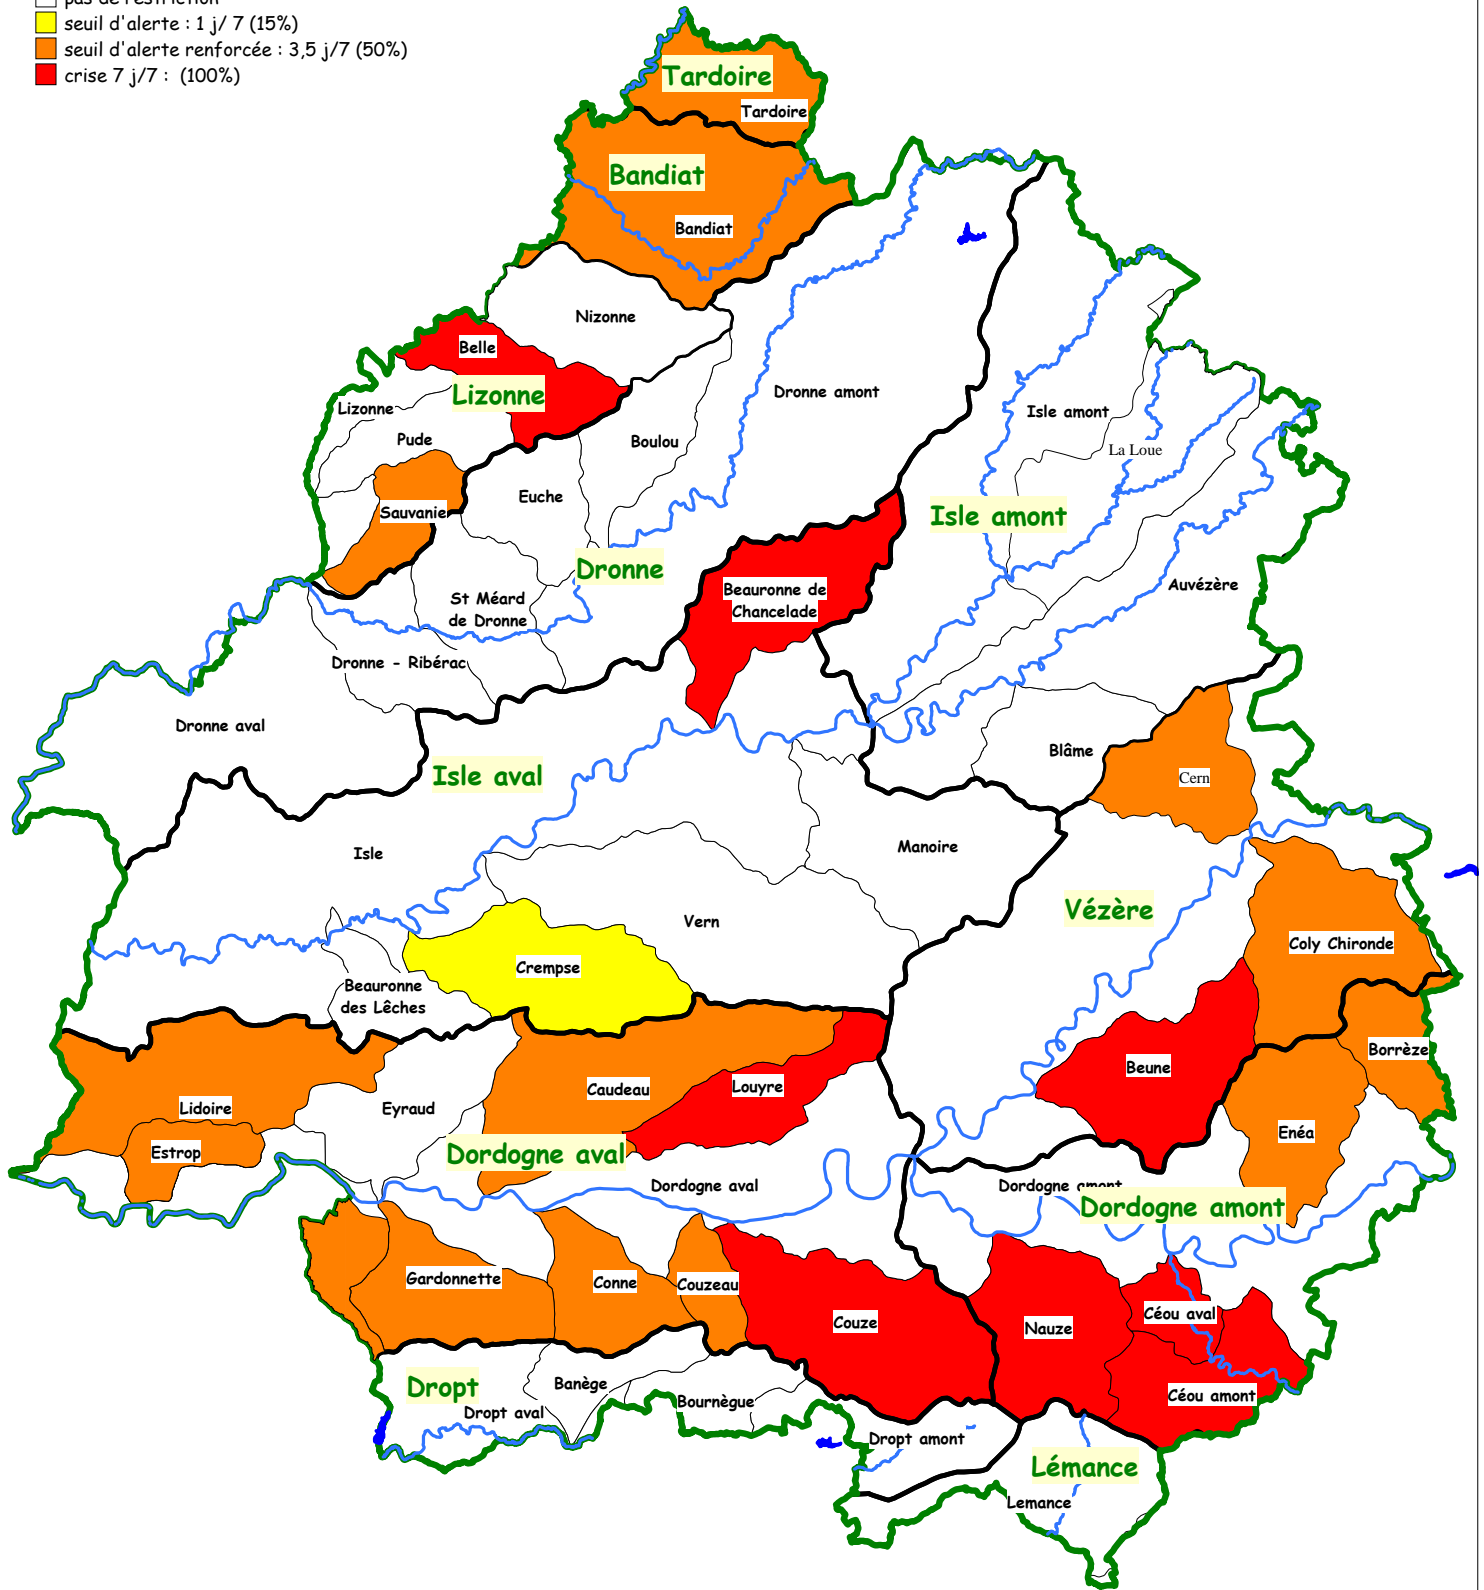 pas de restriction
seuil d'alerte : 1 j/ 7 (15%)
seuil d'alerte renforcée : 3,5 j/7 (50%)
crise 7 j/7 : (100%)
Tardoire
Tardoire
Bandiat
Bandiat
Nizonne
Belle
Lizonne
Lizonne
Dronne amont
Isle amont
Pude
Boulou
La Loue
Euche
Sauvanie
Isle amont
Dronne
Beauronne de
Chancelade
Auvézère
St Méard
de Dronne
Dronne - Ribérac
Dronne aval
Blâme
Isle aval
Cern
Isle
Manoire
Vézère
Vern
Coly Chironde
Crempse
Beauronne
des Lêches
Borrèze
Beune
Caudeau
Louyre
Lidoire
Eyraud
Enéa
Estrop
Dordogne aval
Dordogne aval
Dordogne amont
Dordogne amont
Gardonnette
Conne
Couzeau
Céou aval
Couze
Nauze
Dropt
Banège
Céou amont
Bournègue
Dropt aval
Dropt amont
Lémance
Lemance